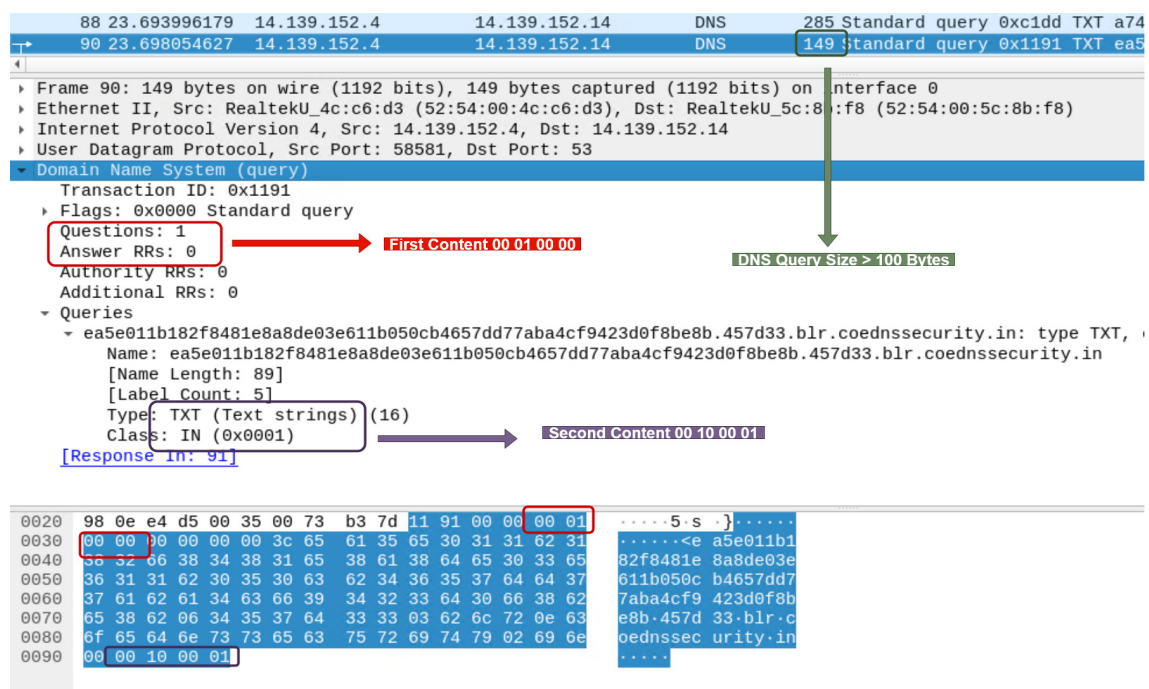 88 23.693996179 14.139.152.4 14.139.152.14 DNS 285 Standard query 0xc1dd TXT a74
90 23.698054627 14.139.152.4 14.139.152.14 DNS 149 Standard query 0x1191 TXT ea5
Frame 90: 149 bytes on wire (1192 bits), 149 bytes captured (1192 bits) on interface 0
Ethernet II, Src: RealtekU_4c:c6:d3 (52:54:00:4c:c6:d3), Dst: RealtekU_5c:8b:f8 (52:54:00:5c:8b:f8)
Internet Protocol Version 4, Src: 14.139.152.4, Dst: 14.139.152.14
User Datagram Protocol, Src Port: 58581, Dst Port: 53
Domain Name System (query)
Transaction ID: 0x1191
Flags: 0x0000 Standard query
Questions: 1
Answer RRs: 0
First Content 00 01 00 00
DNS Query Size > 100 Bytes
Authority RRs: 0
Additional RRs: 0
Queries
ea5e011b182f8481e8a8de03e611b050cb4657dd77aba4cf9423d0f8be8b.457d33.blr.coednssecurity.in: type TXT,
Name: ea5e011b182f8481e8a8de03e611b050cb4657dd77aba4cf9423d0f8be8b.457d33.blr.coednssecurity.in
[Name Length: 89]
[Label Count: 5]
Type: TXT (Text strings) (16)
Class: IN (0x0001)
Second Content 00 10 00 01
[Response In: 91]
0020 98 0e e4 d5 00 35 00 73 b3 7d 11 91 00 00 00 01 ·····5·s ·}······
0030 00 00 00 00 00 00 3c 65 61 35 65 30 31 31 62 31 ······<e a5e011b1
0040 38 32 66 38 34 38 31 65 38 61 38 64 65 30 33 65 82f8481e 8a8de03e
0050 36 31 31 62 30 35 30 63 62 34 36 35 37 64 64 37 611b050c b4657dd7
0060 37 61 62 61 34 63 66 39 34 32 33 64 30 66 38 62 7aba4cf9 423d0f8b
0070 65 38 62 06 34 35 37 64 33 33 03 62 6c 72 0e 63 e8b·457d 33·blr·c
0080 6f 65 64 6e 73 73 65 63 75 72 69 74 79 02 69 6e oednssec urity·in
0090 00 00 10 00 01 ·····